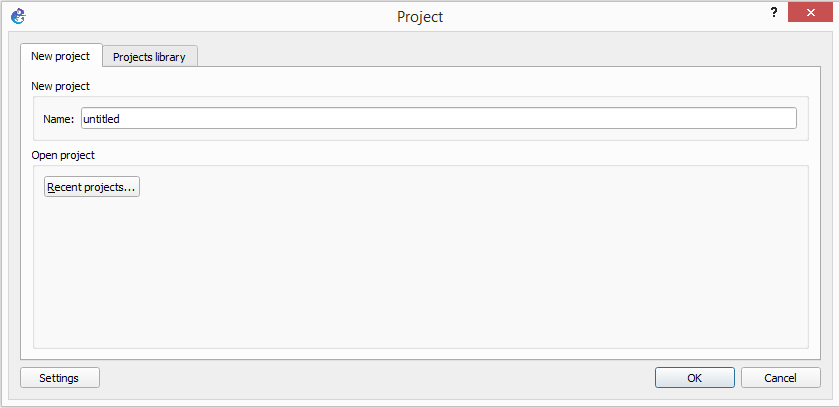 Project
?
New project
Projects library
New project
Name:
untitled
Open project
Recent projects...
Settings
OK
Cancel